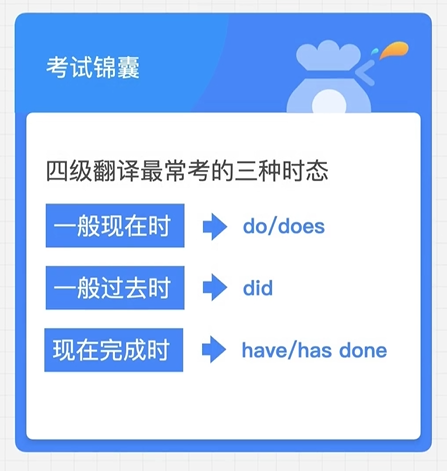 考试锦囊
四级翻译最常考的三种时态
一般现在时 do/does
一般过去时 did
现在完成时 have/has done